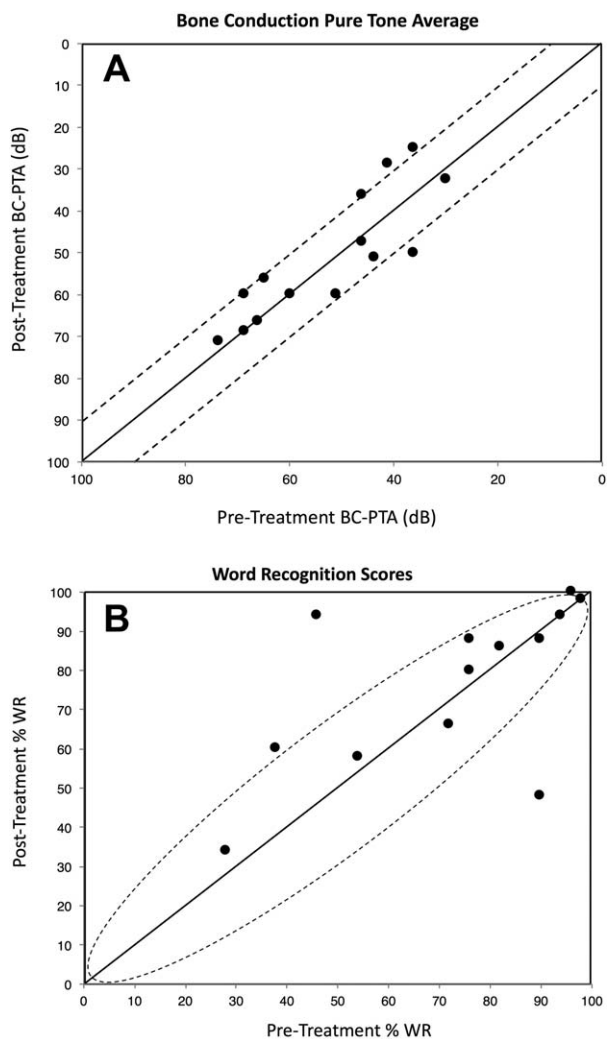 Bone Conduction Pure Tone Average
A
0
10
20
30
40
50
60
70
80
90
100
Post-Treatment BC-PTA (dB)
100 80 60 40 20 0
Pre-Treatment BC-PTA (dB)
Word Recognition Scores
B
100
90
80
70
60
50
40
30
20
10
0
Post-Treatment % WR
0 10 20 30 40 50 60 70 80 90 100
Pre-Treatment % WR